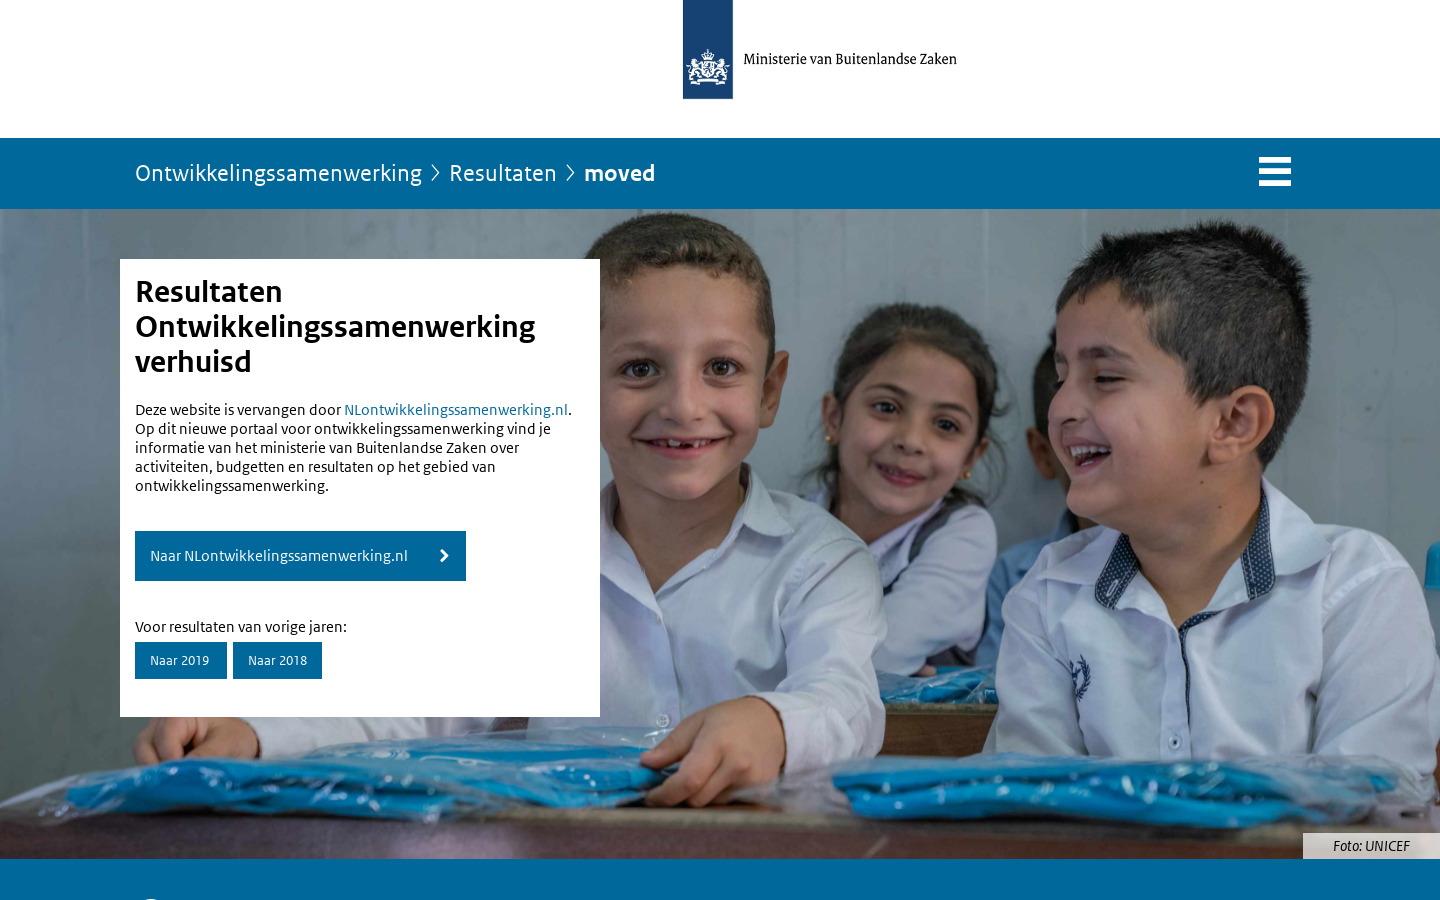 Ministerie van Buitenlandse Zaken
Ontwikkelingssamenwerking > Resultaten > moved
Resultaten
Ontwikkelingssamenwerking
verhuisd
Deze website is vervangen door NLontwikkelingssamenwerking.nl.
Op dit nieuwe portaal voor ontwikkelingssamenwerking vind je
informatie van het ministerie van Buitenlandse Zaken over
activiteiten, budgetten en resultaten op het gebied van
ontwikkelingssamenwerking.
Naar NLontwikkelingssamenwerking.nl
Voor resultaten van vorige jaren:
Naar 2019
Naar 2018
Foto: UNICEF